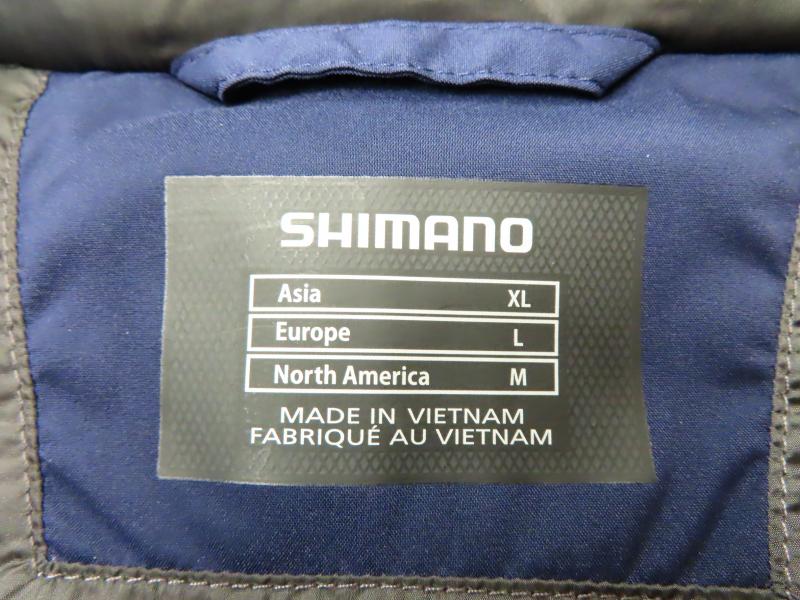 SHIMANO
Asia XL
Europe L
North America M
MADE IN VIETNAM
FABRIQUÉ AU VIETNAM